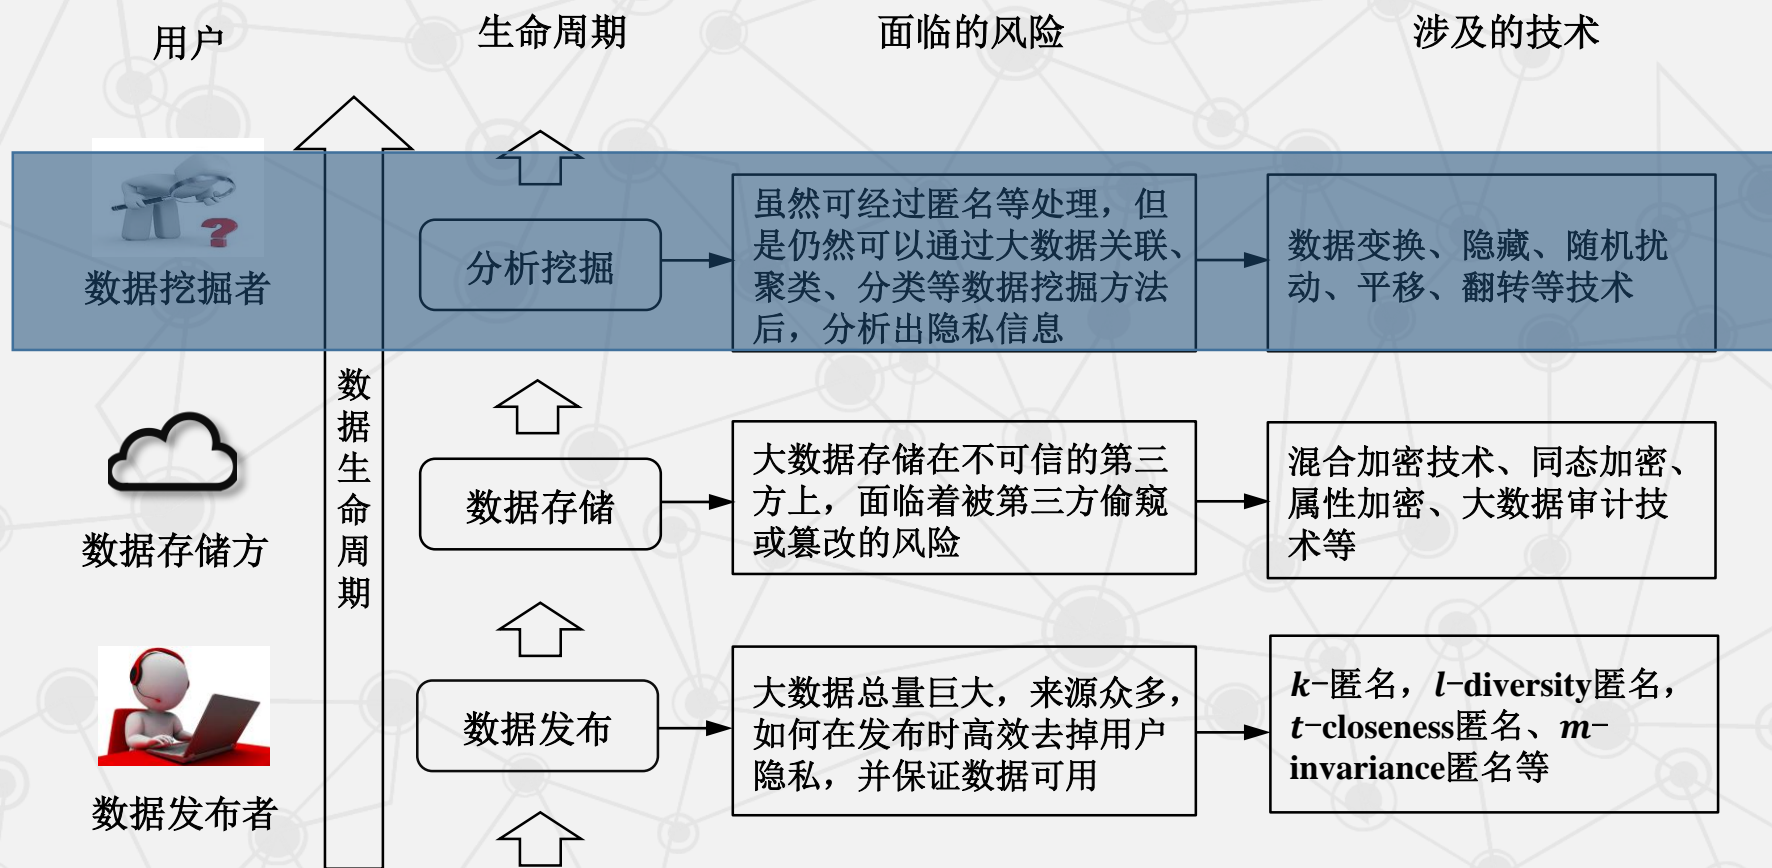 用户
生命周期
面临的风险
涉及的技术
数据挖掘者
分析挖掘
虽然可经过匿名等处理，但
是仍然可以通过大数据关联、
聚类、分类等数据挖掘方法
后，分析出隐私信息
数据变换、隐藏、随机扰
动、平移、翻转等技术
数
据
生
命
周
期
数据存储方
数据存储
大数据存储在不可信的第三
方上，面临着被第三方偷窥
或篡改的风险
混合加密技术、同态加密、
属性加密、大数据审计技
术等
数据发布者
数据发布
大数据总量巨大，来源众多，
如何在发布时高效去掉用户
隐私，并保证数据可用
k-匿名，l-diversity匿名，
t-closeness匿名、m-
invariance匿名等